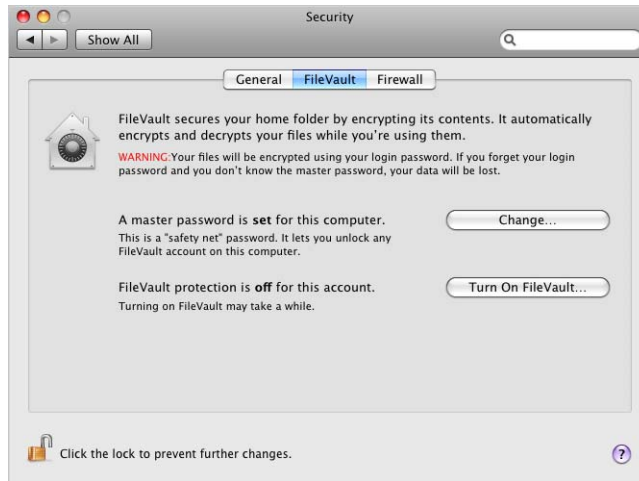 Security
Show All
General FileVault Firewall
FileVault secures your home folder by encrypting its contents. It automatically
encrypts and decrypts your files while you're using them.
WARNING:Your files will be encrypted using your login password. If you forget your login
password and you don't know the master password, your data will be lost.
A master password is set for this computer.
Change...
This is a "safety net" password. It lets you unlock any
FileVault account on this computer.
FileVault protection is off for this account.
Turn On FileVault...
Turning on FileVault may take a while.
Click the lock to prevent further changes.
?